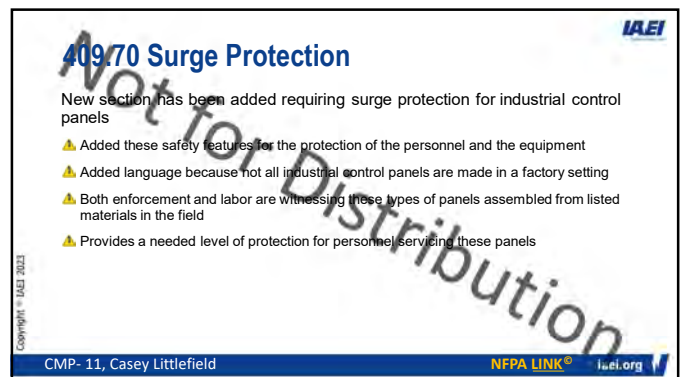 IAEI
409.70 Surge Protection
New section has been added requiring surge protection for industrial control
panels
Added these safety features for the protection of the personnel and the equipment
Added language because not all industrial control panels are made in a factory setting
Both enforcement and labor are witnessing these types of panels assembled from listed
materials in the field
Provides a needed level of protection for personnel servicing these panels
Not for Distribution
Copyright © IAEI 2023
CMP- 11, Casey Littlefield
NFPA LINK©
iaei.org